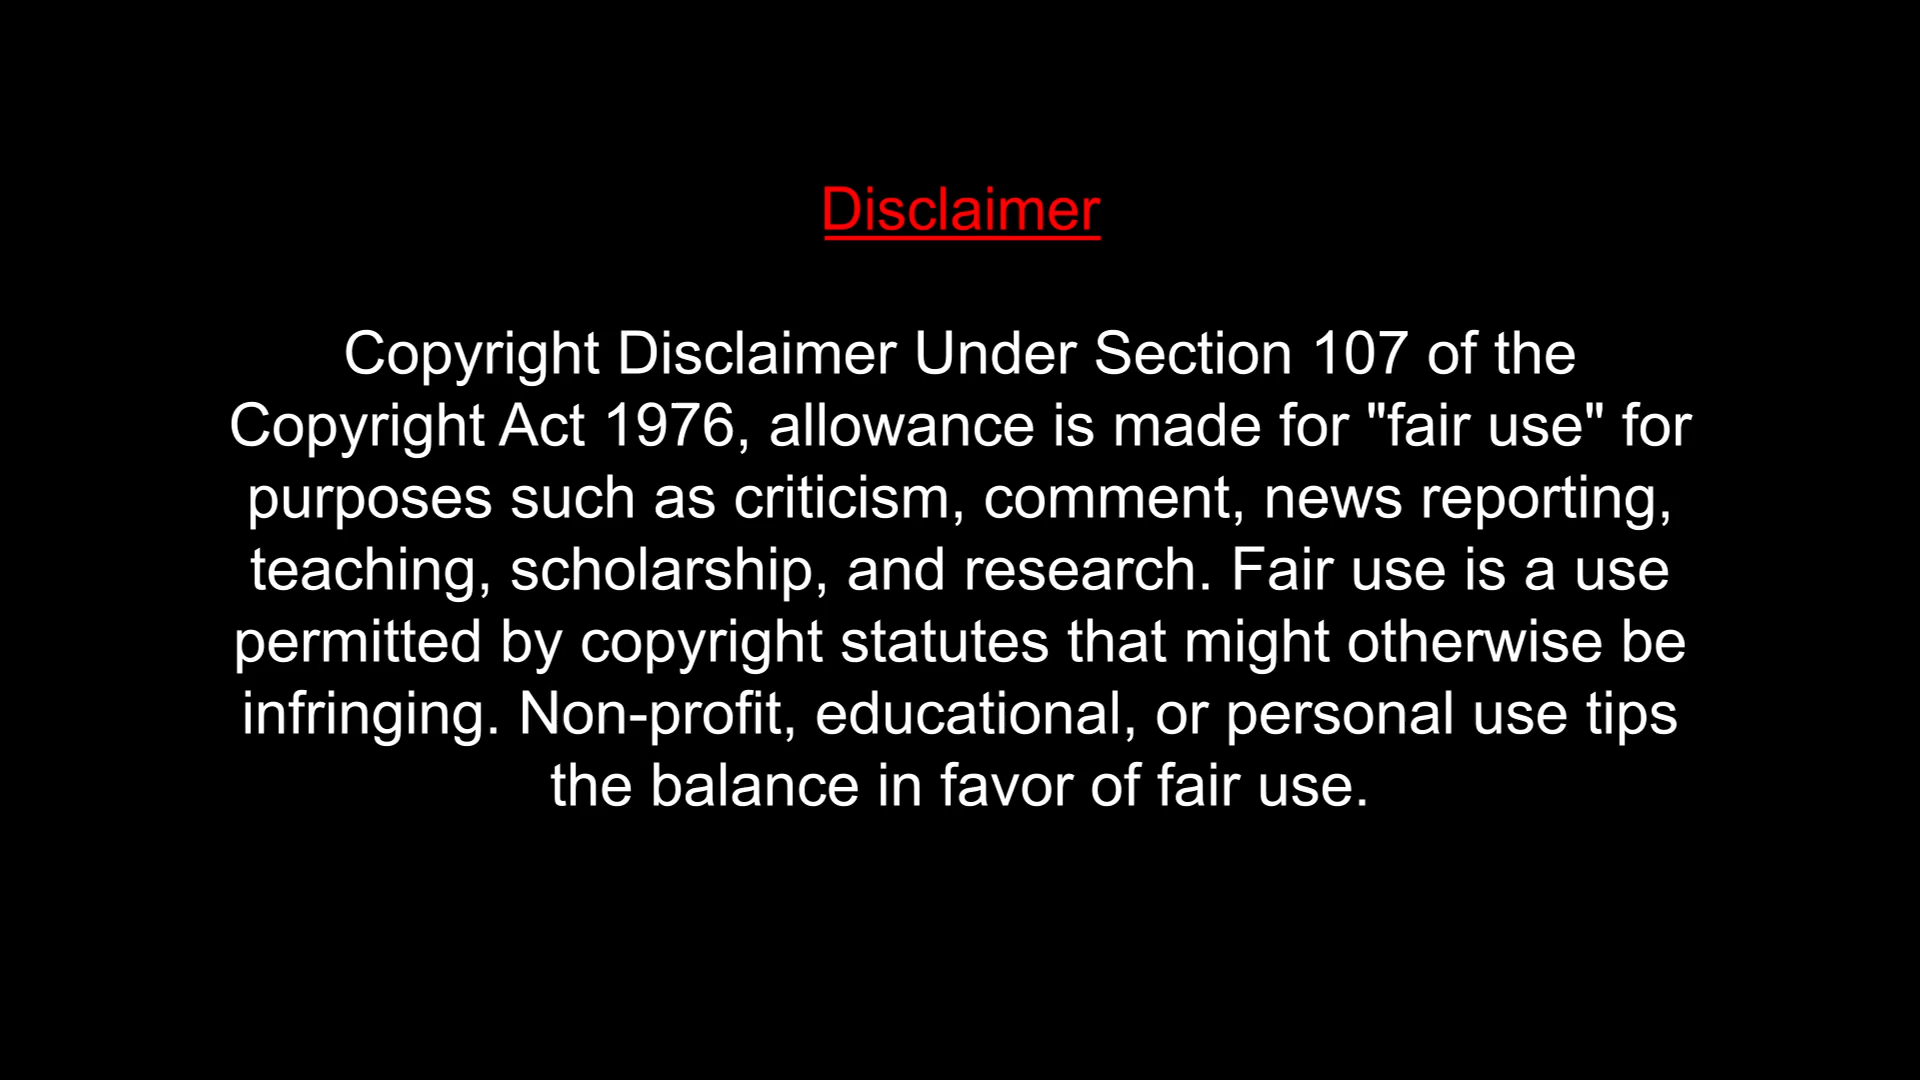 Disclaimer
Copyright Disclaimer Under Section 107 of the
Copyright Act 1976, allowance is made for "fair use" for
purposes such as criticism, comment, news reporting,
teaching, scholarship, and research. Fair use is a use
permitted by copyright statutes that might otherwise be
infringing. Non-profit, educational, or personal use tips
the balance in favor of fair use.